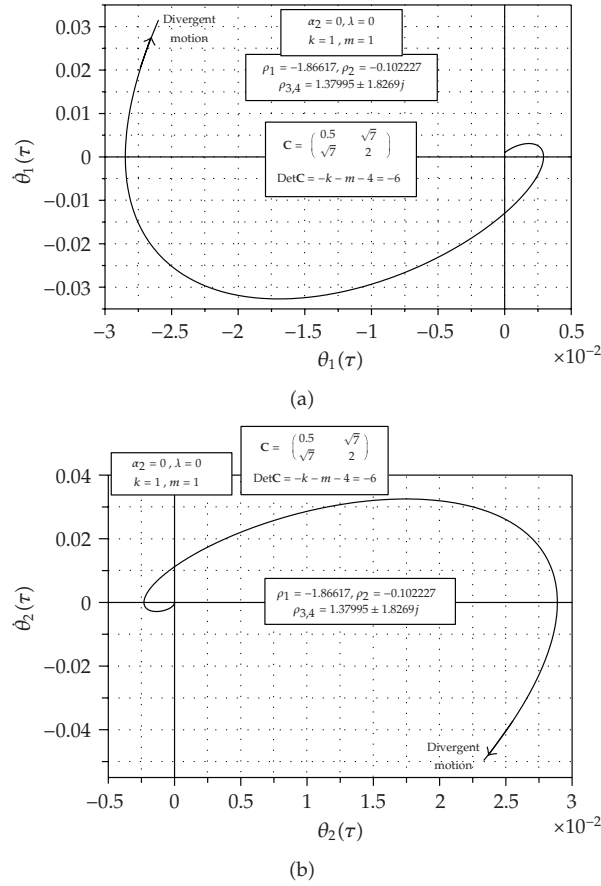 0.03
0.02
0.01
0
−0.01
−0.02
−0.03
θ̇1(τ)
Divergent
motion
α2 = 0, λ = 0
k = 1, m = 1
ρ1 = −1.86617, ρ2 = −0.102227
ρ3,4 = 1.37995 ± 1.8269j
C = (0.5 √7
√7 2)
DetC = −k − m − 4 = −6
−3 −2.5 −2 −1.5 −1 −0.5 0 0.5
×10−2
θ1(τ)
(a)
0.04
0.02
0
−0.02
−0.04
θ̇2(τ)
α2 = 0, λ = 0
k = 1, m = 1
C = (0.5 √7
√7 2)
DetC = −k − m − 4 = −6
ρ1 = −1.86617, ρ2 = −0.102227
ρ3,4 = 1.37995 ± 1.8269j
Divergent
motion
−0.5 0 0.5 1 1.5 2 2.5 3
×10−2
θ2(τ)
(b)